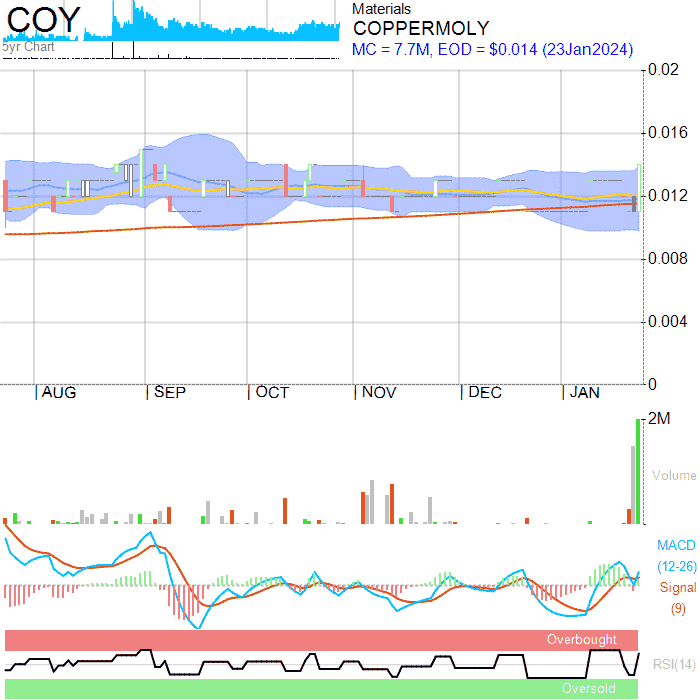 COY
5yr Chart
Materials
COPPERMOLY
MC = 7.7M, EOD = $0.014 (23Jan2024)
0.02
0.016
0.012
0.008
0.004
0
AUG SEP OCT NOV DEC JAN
2M
Volume
MACD
(12-26)
Signal
(9)
Overbought
RSI(14)
Oversold